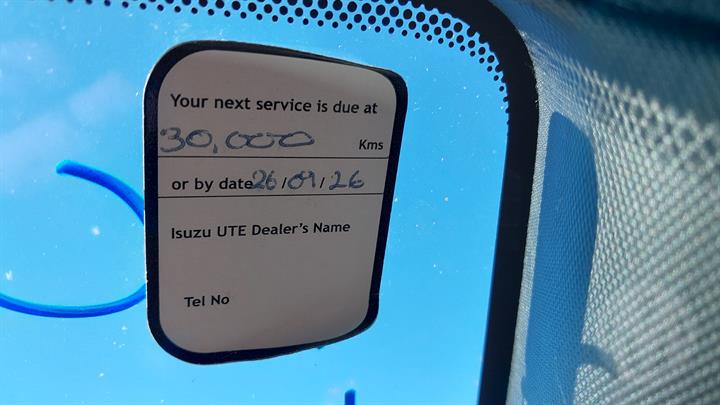 Your next service is due at
30,000 Kms
or by date 26/09/26
Isuzu UTE Dealer's Name
Tel No